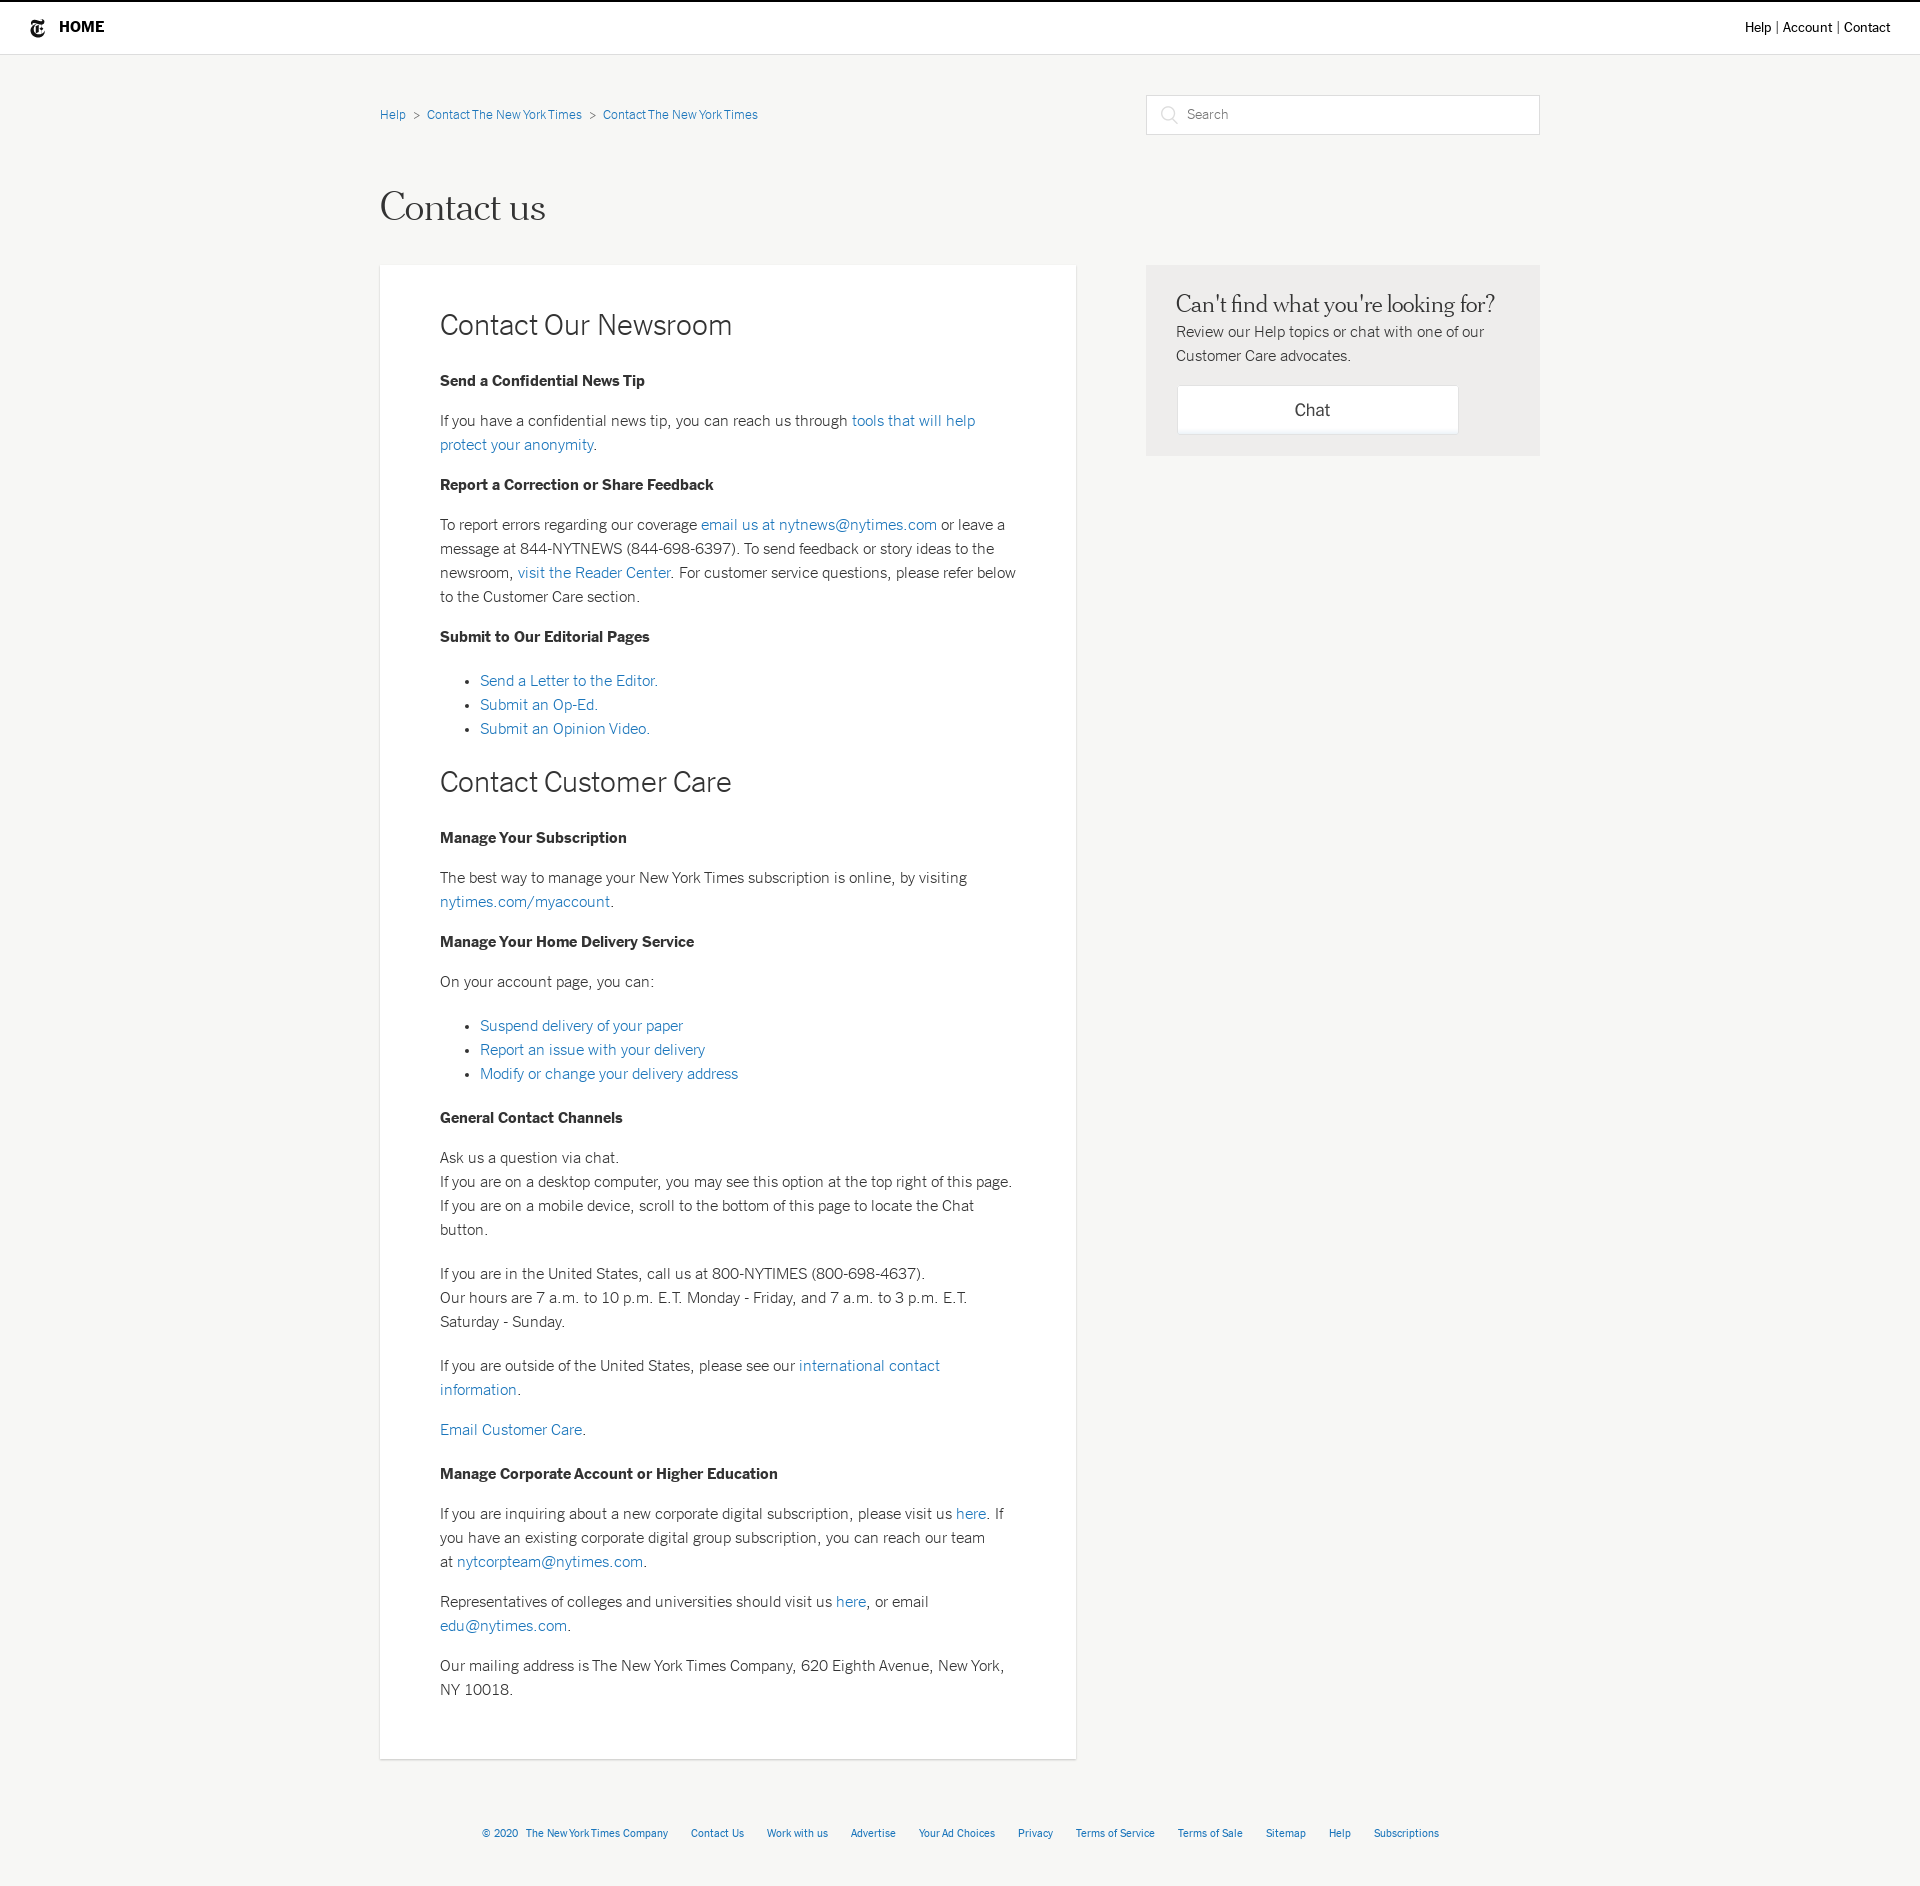 HOME
Help | Account | Contact
Help > Contact The New York Times > Contact The New York Times
Search
Contact us
Contact Our Newsroom
Send a Confidential News Tip
If you have a confidential news tip, you can reach us through tools that will help
protect your anonymity.
Report a Correction or Share Feedback
To report errors regarding our coverage email us at nytnews@nytimes.com or leave a
message at 844-NYTNEWS (844-698-6397). To send feedback or story ideas to the
newsroom, visit the Reader Center. For customer service questions, please refer below
to the Customer Care section.
Submit to Our Editorial Pages
• Send a Letter to the Editor.
• Submit an Op-Ed.
• Submit an Opinion Video.
Contact Customer Care
Manage Your Subscription
The best way to manage your New York Times subscription is online, by visiting
nytimes.com/myaccount.
Manage Your Home Delivery Service
On your account page, you can:
• Suspend delivery of your paper
• Report an issue with your delivery
• Modify or change your delivery address
General Contact Channels
Ask us a question via chat.
If you are on a desktop computer, you may see this option at the top right of this page.
If you are on a mobile device, scroll to the bottom of this page to locate the Chat
button.
If you are in the United States, call us at 800-NYTIMES (800-698-4637).
Our hours are 7 a.m. to 10 p.m. E.T. Monday - Friday, and 7 a.m. to 3 p.m. E.T.
Saturday - Sunday.
If you are outside of the United States, please see our international contact
information.
Email Customer Care.
Manage Corporate Account or Higher Education
If you are inquiring about a new corporate digital subscription, please visit us here. If
you have an existing corporate digital group subscription, you can reach our team
at nytcorpteam@nytimes.com.
Representatives of colleges and universities should visit us here, or email
edu@nytimes.com.
Our mailing address is The New York Times Company, 620 Eighth Avenue, New York,
NY 10018.
Can't find what you're looking for?
Review our Help topics or chat with one of our
Customer Care advocates.
Chat
© 2020 The New York Times Company Contact Us Work with us Advertise Your Ad Choices Privacy Terms of Service Terms of Sale Sitemap Help Subscriptions